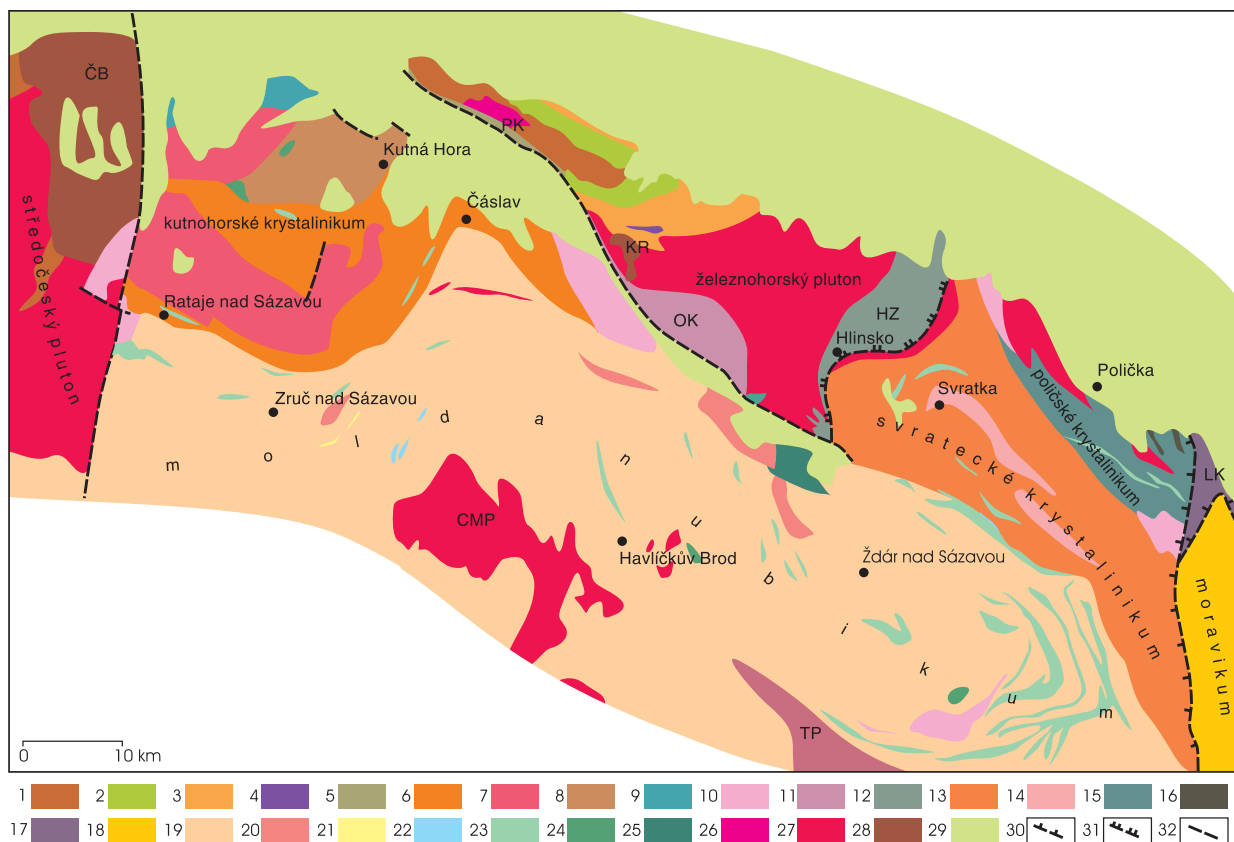 ČB
PK
Kutná Hora
Čáslav
kutnohorské krystalinikum
středočeský pluton
KR
železnohorský pluton
Rataje nad Sázavou
OK
HZ
Hlinsko
Polička
Svratka
Zruč nad Sázavou
poličské krystalinikum
svratecké krystalinikum
LK
moldanubikum
CMP
Havlíčkův Brod
Ždár nad Sázavou
moravikum
TP
0 10 km
1 2 3 4 5 6 7 8 9 10 11 12 13 14 15 16
17 18 19 20 21 22 23 24 25 26 27 28 29 30 31 32